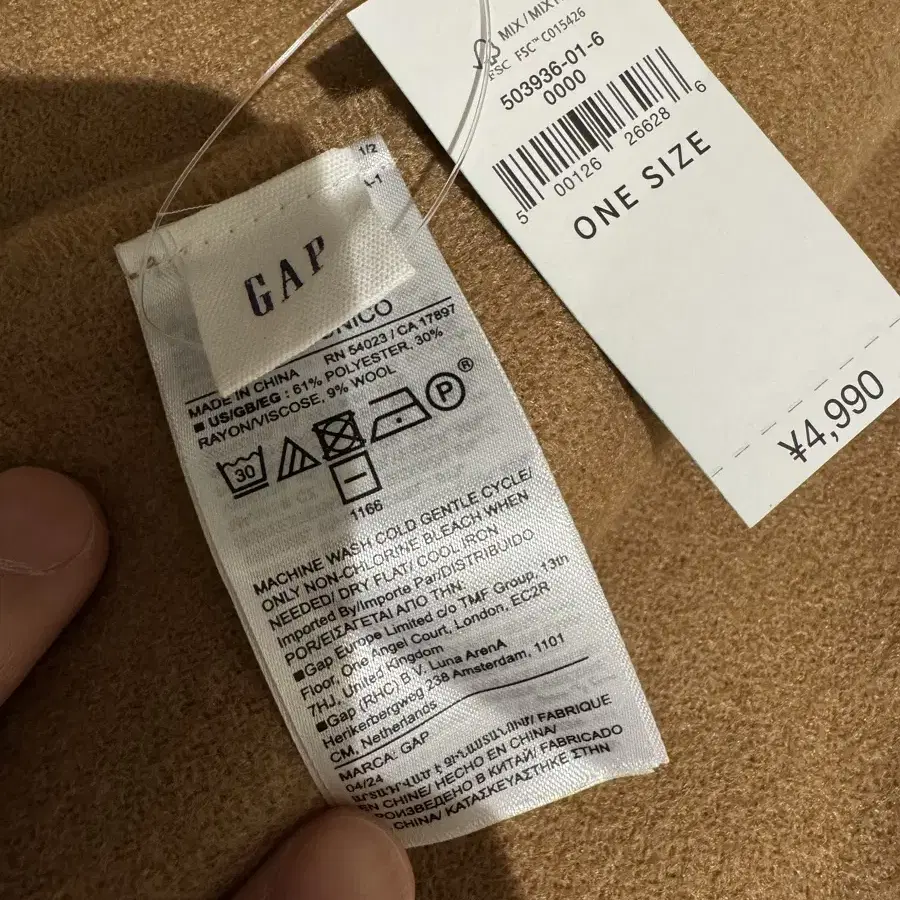 MIX/MIX
FSC FSC™ C015426
503936-01-6
0000
5 00126 26628 6
ONE SIZE
¥4,990
1/2
GAP
RN 54023 / CA 17897
MADE IN CHINA
■ US/GB/EG : 61% POLYESTER, 30%
RAYON/VISCOSE, 9% WOOL
30
P®
1166
MACHINE WASH COLD GENTLE CYCLE/
ONLY NON-CHLORINE BLEACH WHEN
NEEDED/ DRY FLAT/ COOL IRON
Imported By/Importe Par/DISTRIBUIDO
POR/ΕΙΣΑΓΕΤΑΙ ΑΠΟ ΤΗΝ.
■Gap Europe Limited c/o TMF Group, 13th
Floor, One Angel Court, London, EC2R
7HJ, United Kingdom
■Gap (RHC) B.V. Luna ArenA
Herikerbergweg 238 Amsterdam, 1101
CM, Netherlands
MARCA: GAP
04/24
FABRIQUE
EN CHINE/ HECHO EN CHINA/
В КИТАЙ/ FABRICADO
CHINA/ ΚΑΤΑΣΚΕΥΑΣΤΗΚΕ ΣΤΗΝ